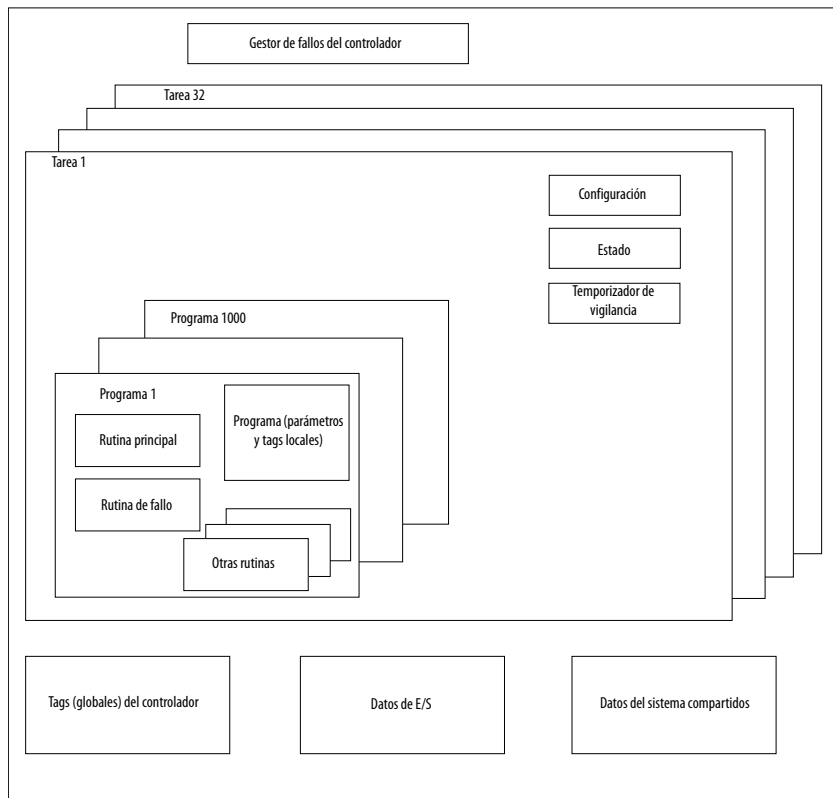 Gestor de fallos del controlador
Tarea 32
Tarea 1
Configuración
Estado
Temporizador de
vigilancia
Programa 1000
Programa 1
Programa (parámetros
y tags locales)
Rutina principal
Rutina de fallo
Otras rutinas
Tags (globales) del controlador
Datos de E/S
Datos del sistema compartidos